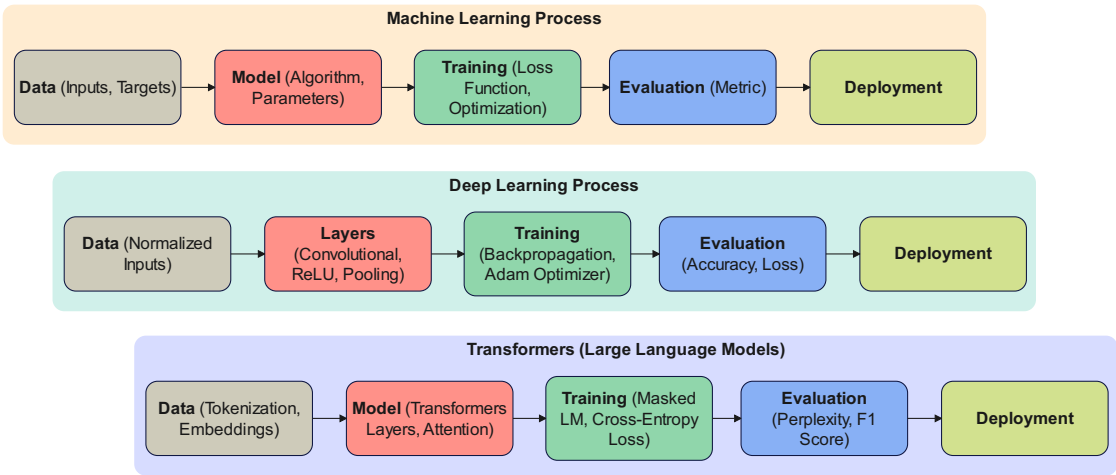 Machine Learning Process
Data (Inputs, Targets)
Model (Algorithm,
Parameters)
Training (Loss
Function,
Optimization)
Evaluation (Metric)
Deployment
Deep Learning Process
Data (Normalized
Inputs)
Layers
(Convolutional,
ReLU, Pooling)
Training
(Backpropagation,
Adam Optimizer)
Evaluation
(Accuracy, Loss)
Deployment
Transformers (Large Language Models)
Data (Tokenization,
Embeddings)
Model (Transformers
Layers, Attention)
Training (Masked
LM, Cross-Entropy
Loss)
Evaluation
(Perplexity, F1
Score)
Deployment